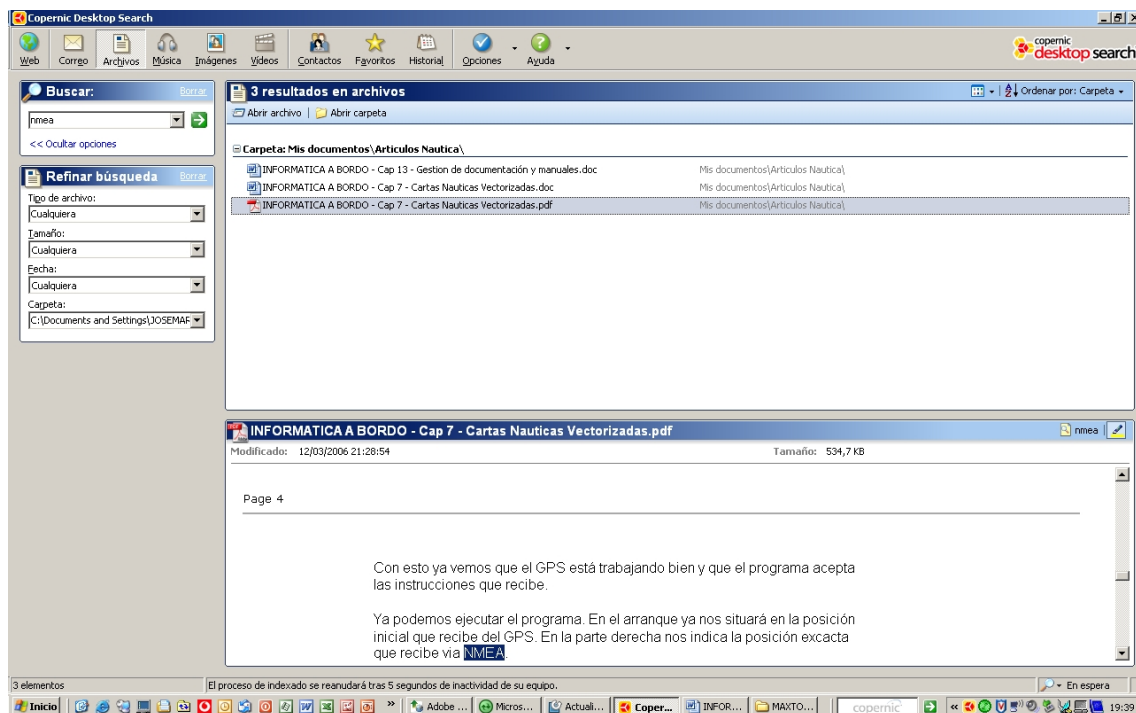 Copernic Desktop Search
Web Correo Archivos Música Imágenes Vídeos Contactos Favoritos Historial Opciones Ayuda
copernic
desktop search
Buscar: Borrar
nmea
<< Ocultar opciones
Refinar búsqueda Borrar
Tipo de archivo:
Cualquiera
Tamaño:
Cualquiera
Fecha:
Cualquiera
Carpeta:
C:\Documents and Settings\JOSEMAR
3 resultados en archivos Ordenar por: Carpeta
Abrir archivo | Abrir carpeta
Carpeta: Mis documentos\Articulos Nautica\
INFORMATICA A BORDO - Cap 13 - Gestion de documentación y manuales.doc Mis documentos\Articulos Nautica\
INFORMATICA A BORDO - Cap 7 - Cartas Nauticas Vectorizadas.doc Mis documentos\Articulos Nautica\
INFORMATICA A BORDO - Cap 7 - Cartas Nauticas Vectorizadas.pdf Mis documentos\Articulos Nautica\
INFORMATICA A BORDO - Cap 7 - Cartas Nauticas Vectorizadas.pdf nmea
Modificado: 12/03/2006 21:28:54 Tamaño: 534,7 KB
Page 4
Con esto ya vemos que el GPS está trabajando bien y que el programa acepta
las instrucciones que recibe.
Ya podemos ejecutar el programa. En el arranque ya nos situará en la posición
inicial que recibe del GPS. En la parte derecha nos indica la posición excacta
que recibe via NMEA.
3 elementos El proceso de indexado se reanudará tras 5 segundos de inactividad de su equipo. En espera
Inicio Adobe ... Micros... Actuali... Coper... INFOR... MAXTO... copernic 19:39